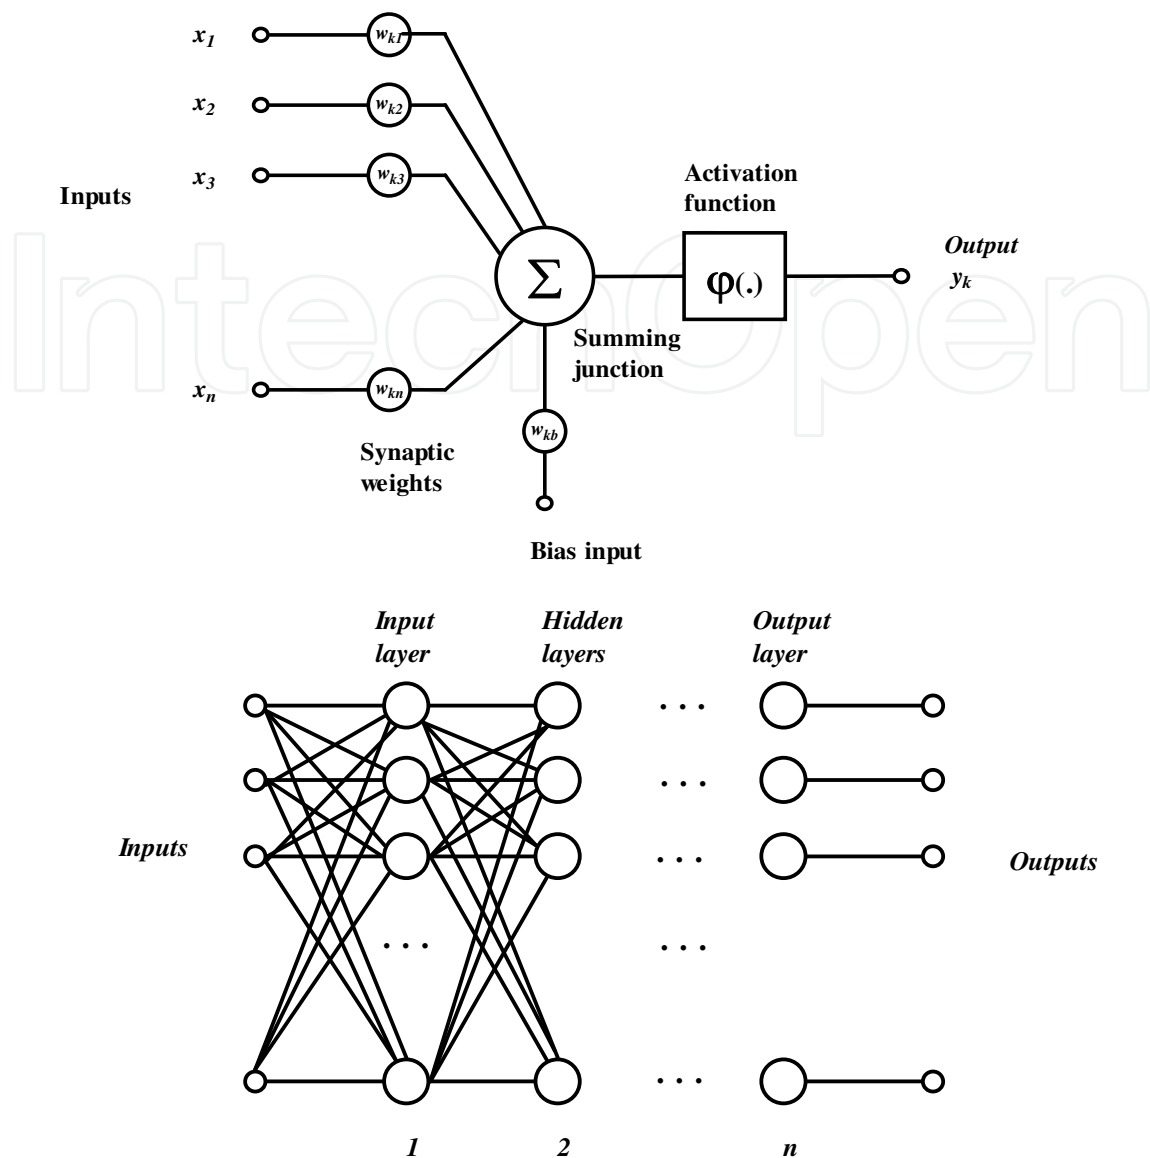 x1
wk1
x2
wk2
x3
wk3
Inputs
Activation
function
Output
yk
Σ
φ(.)
IntechOpen
Summing
junction
xn
wkn
wkb
Synaptic
weights
Bias input
Input
layer
Hidden
layers
Output
layer
. . .
. . .
Inputs
. . .
Outputs
. . .
. . .
. . .
1
2
n